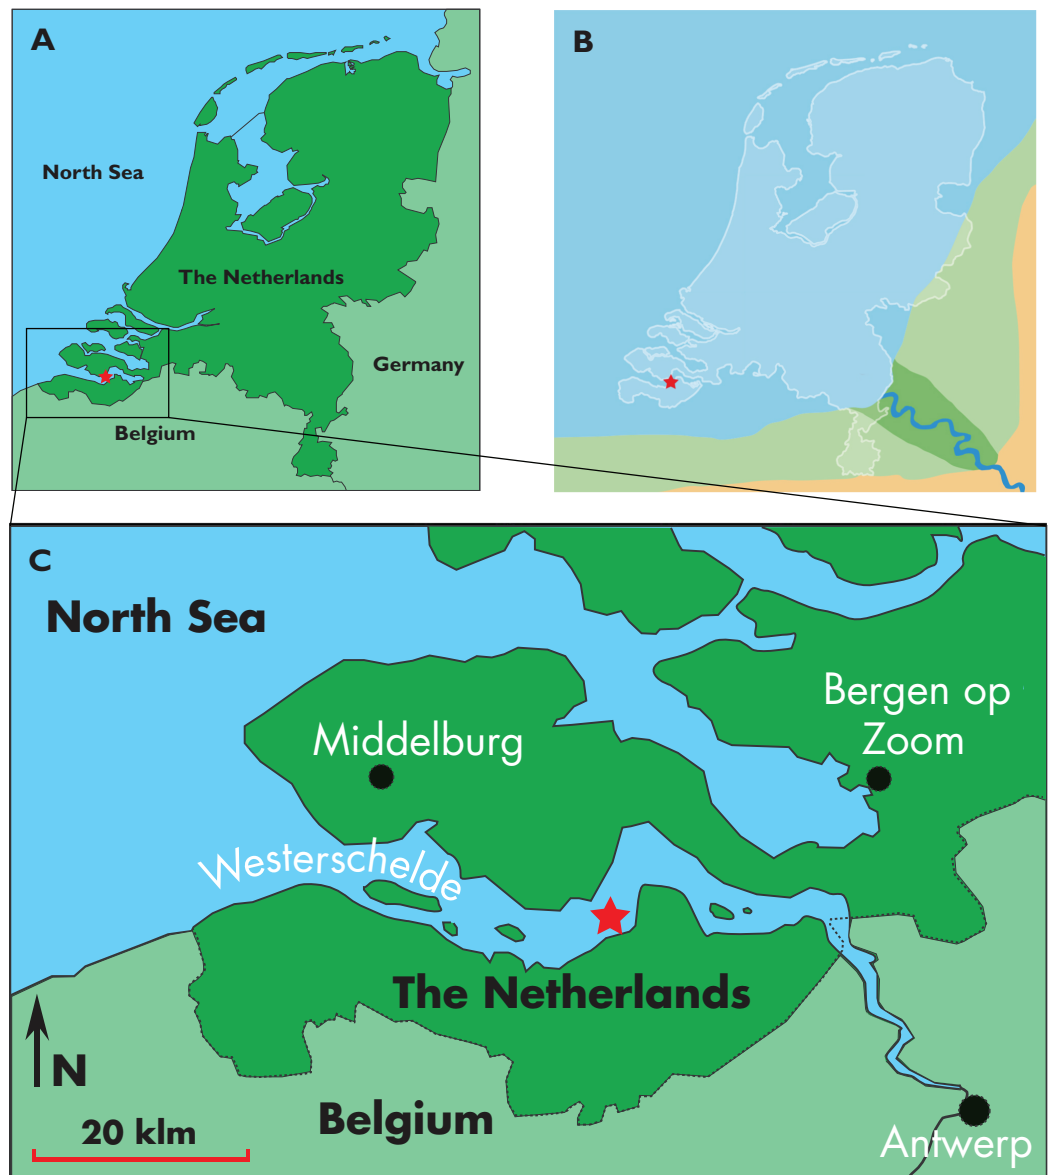 A
North Sea
The Netherlands
Germany
Belgium
B
C
North Sea
Middelburg
Bergen op
Zoom
Westerschelde
The Netherlands
N
Belgium
20 klm
Antwerp